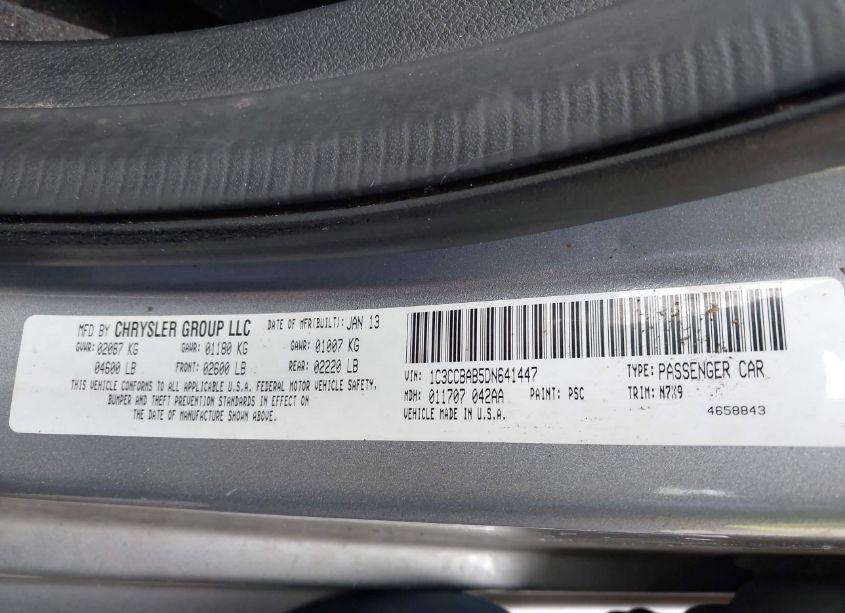 MFD BY CHRYSLER GROUP LLC DATE OF MFR(BUILT): JAN 13
GVWR: 02087 KG GAWR: 01180 KG GAWR: 01007 KG
04600 LB FRONT: 02600 LB REAR: 02220 LB
THIS VEHICLE CONFORMS TO ALL APPLICABLE U.S.A. FEDERAL MOTOR VEHICLE SAFETY,
BUMPER AND THEFT PREVENTION STANDARDS IN EFFECT ON
THE DATE OF MANUFACTURE SHOWN ABOVE.
VIN: 1C3CCBAB5DN641447 TYPE: PASSENGER CAR
MDH: 011707 042AA PAINT: PSC TRIM: N7X9
VEHICLE MADE IN U.S.A. 4658843